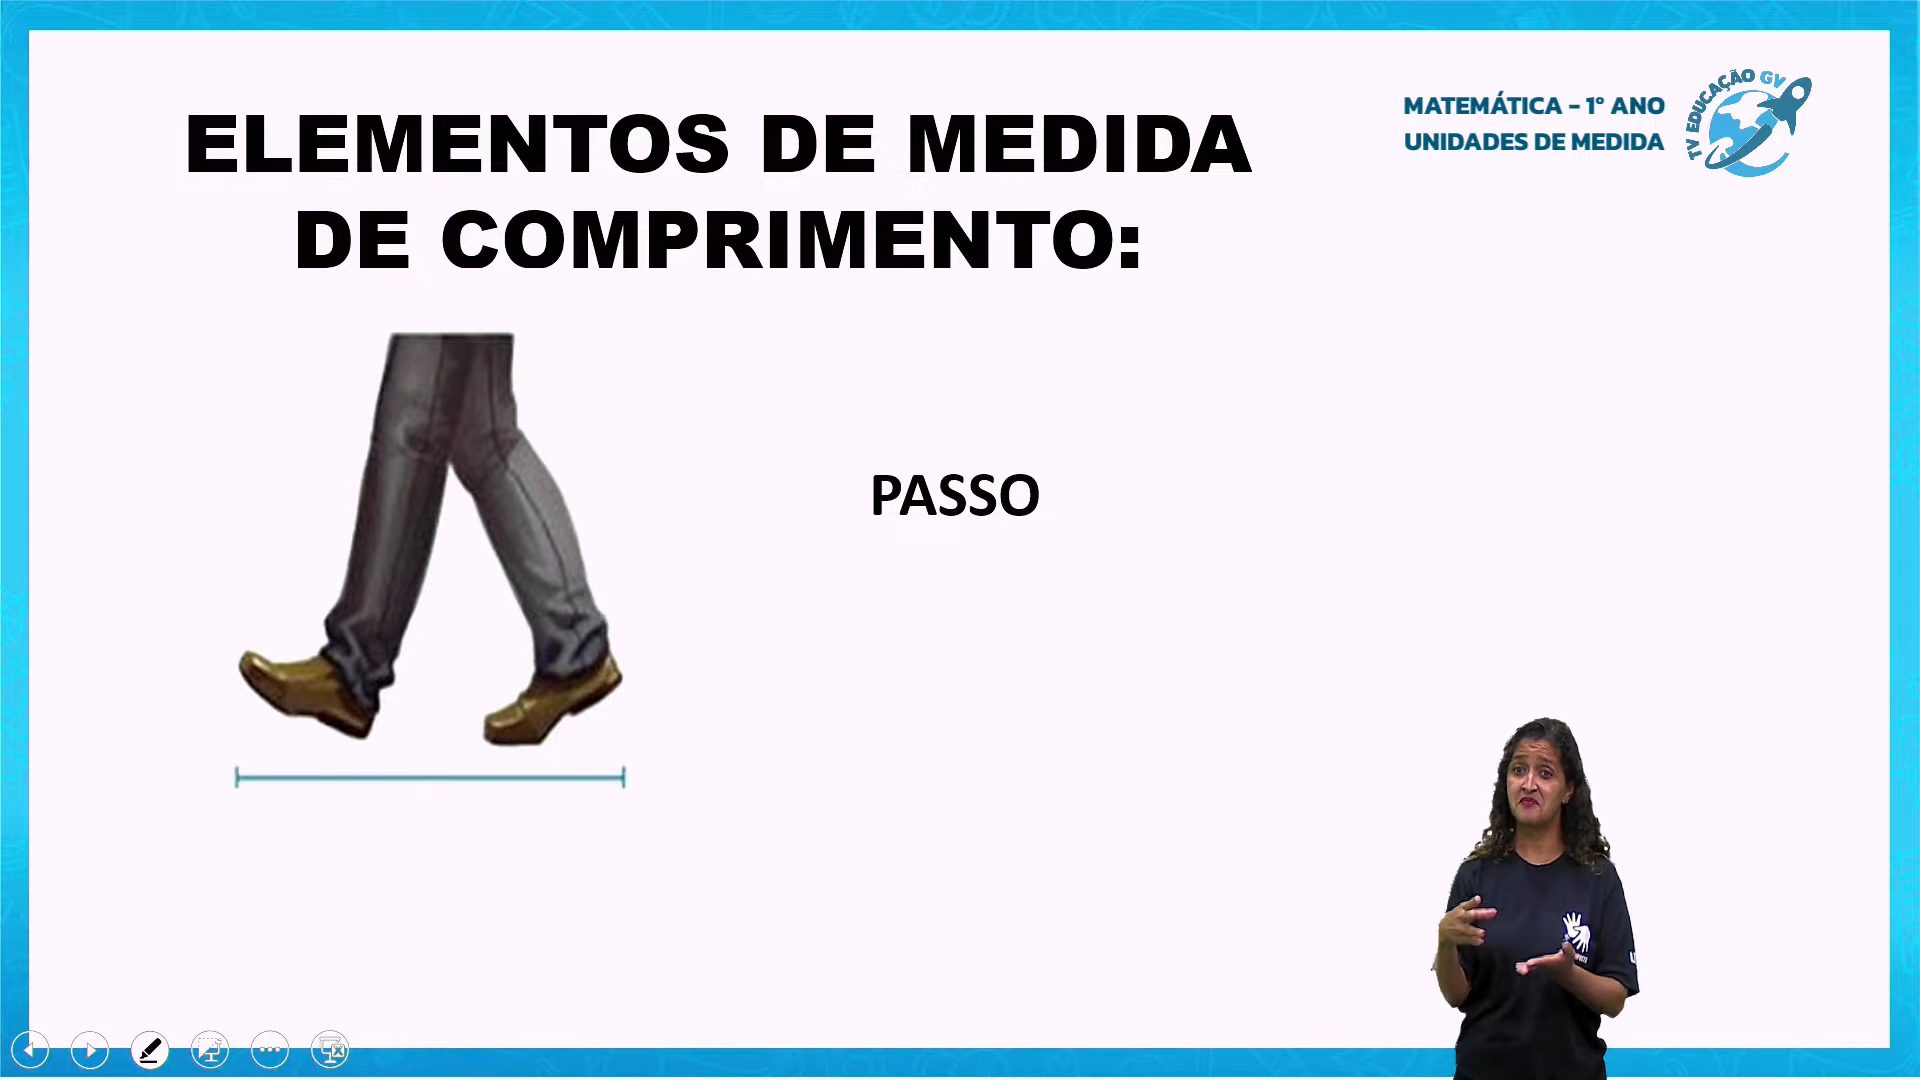 ELEMENTOS DE MEDIDA
DE COMPRIMENTO:
MATEMÁTICA - 1º ANO
UNIDADES DE MEDIDA
TV EDUCAÇÃO GV
PASSO